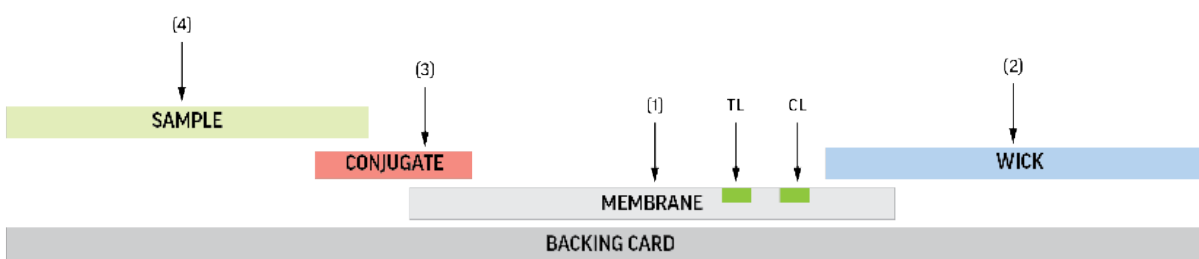 (4)
(3)
(2)
(1)
TL
CL
SAMPLE
CONJUGATE
WICK
MEMBRANE
BACKING CARD